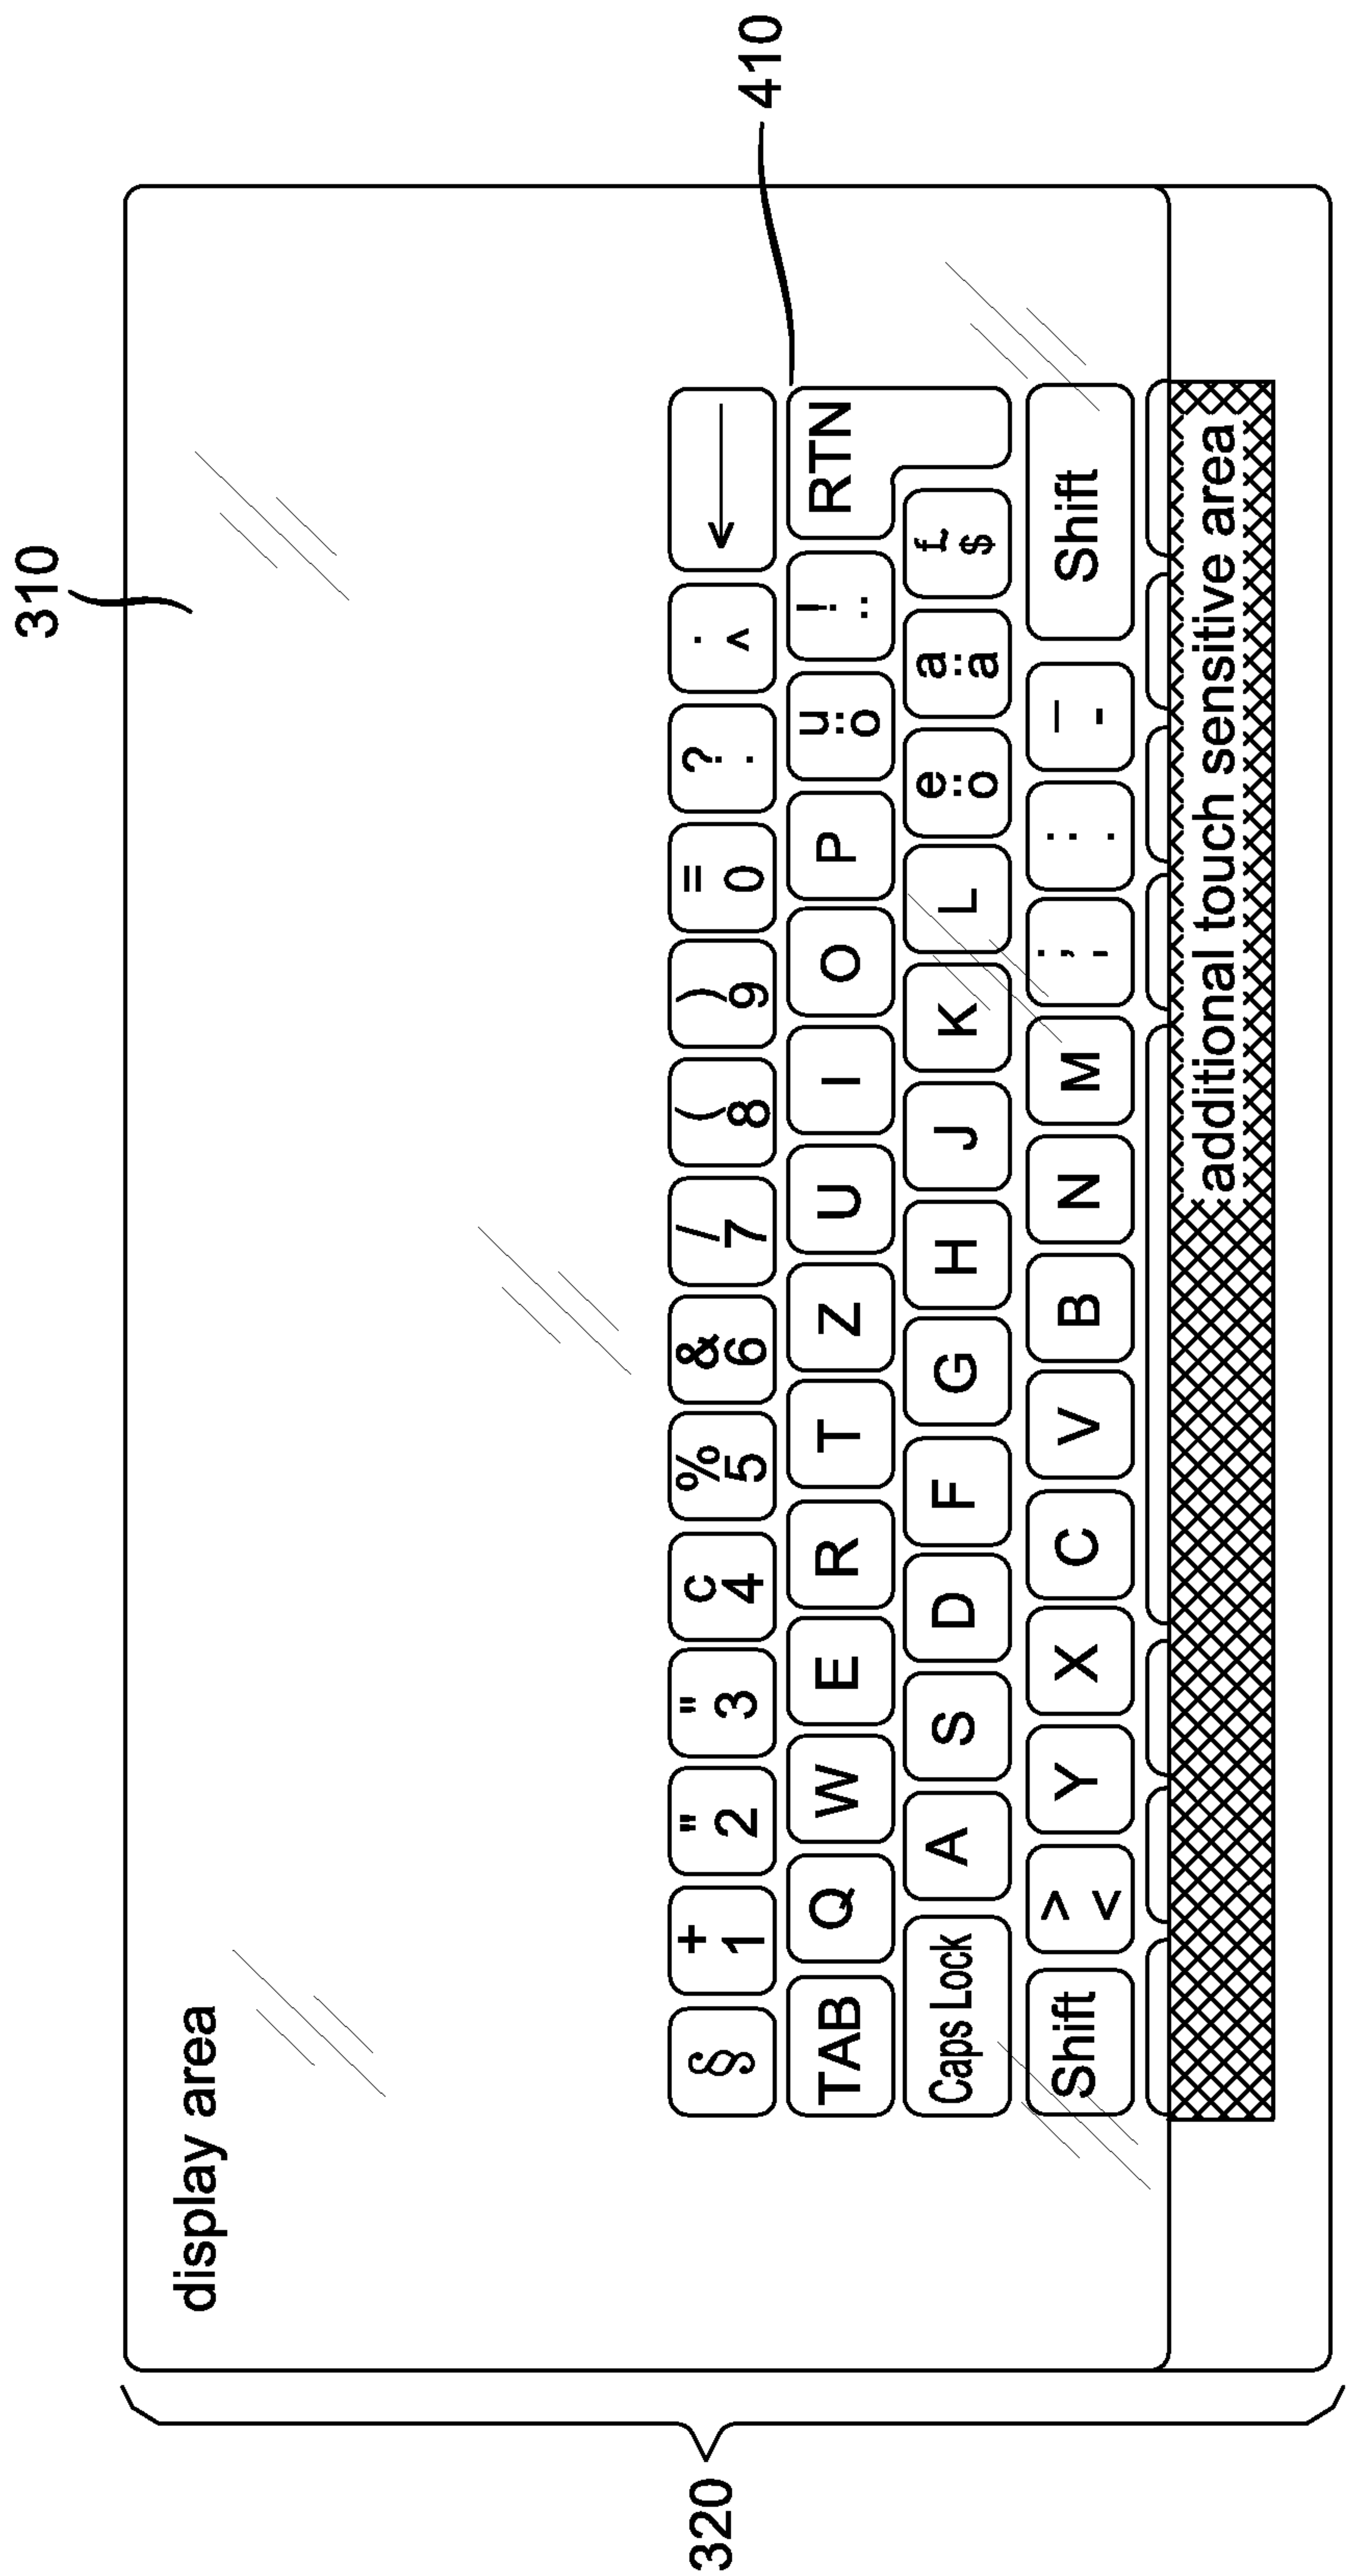 310
410
320
display area
§ + 1 " 2 " 3 c 4 % 5 & 6 / 7 ( 8 ) 9 = 0 ? . · ^ <
TAB Q W E R T Z U I O P u ö ! ..
RTN
Caps Lock A S D F G H J K L e ö a ä £ $
Shift > < Y X C V B N M ; , : . _ - Shift
additional touch sensitive area